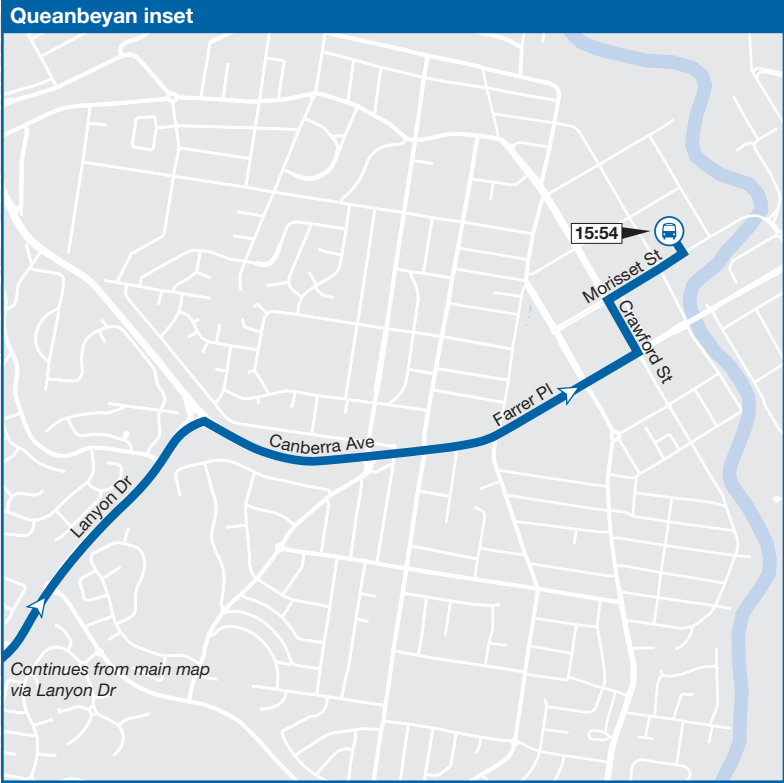 Queanbeyan inset
15:54
Morisset St
Crawford St
Farrer Pl
Canberra Ave
Lanyon Dr
Continues from main map
via Lanyon Dr